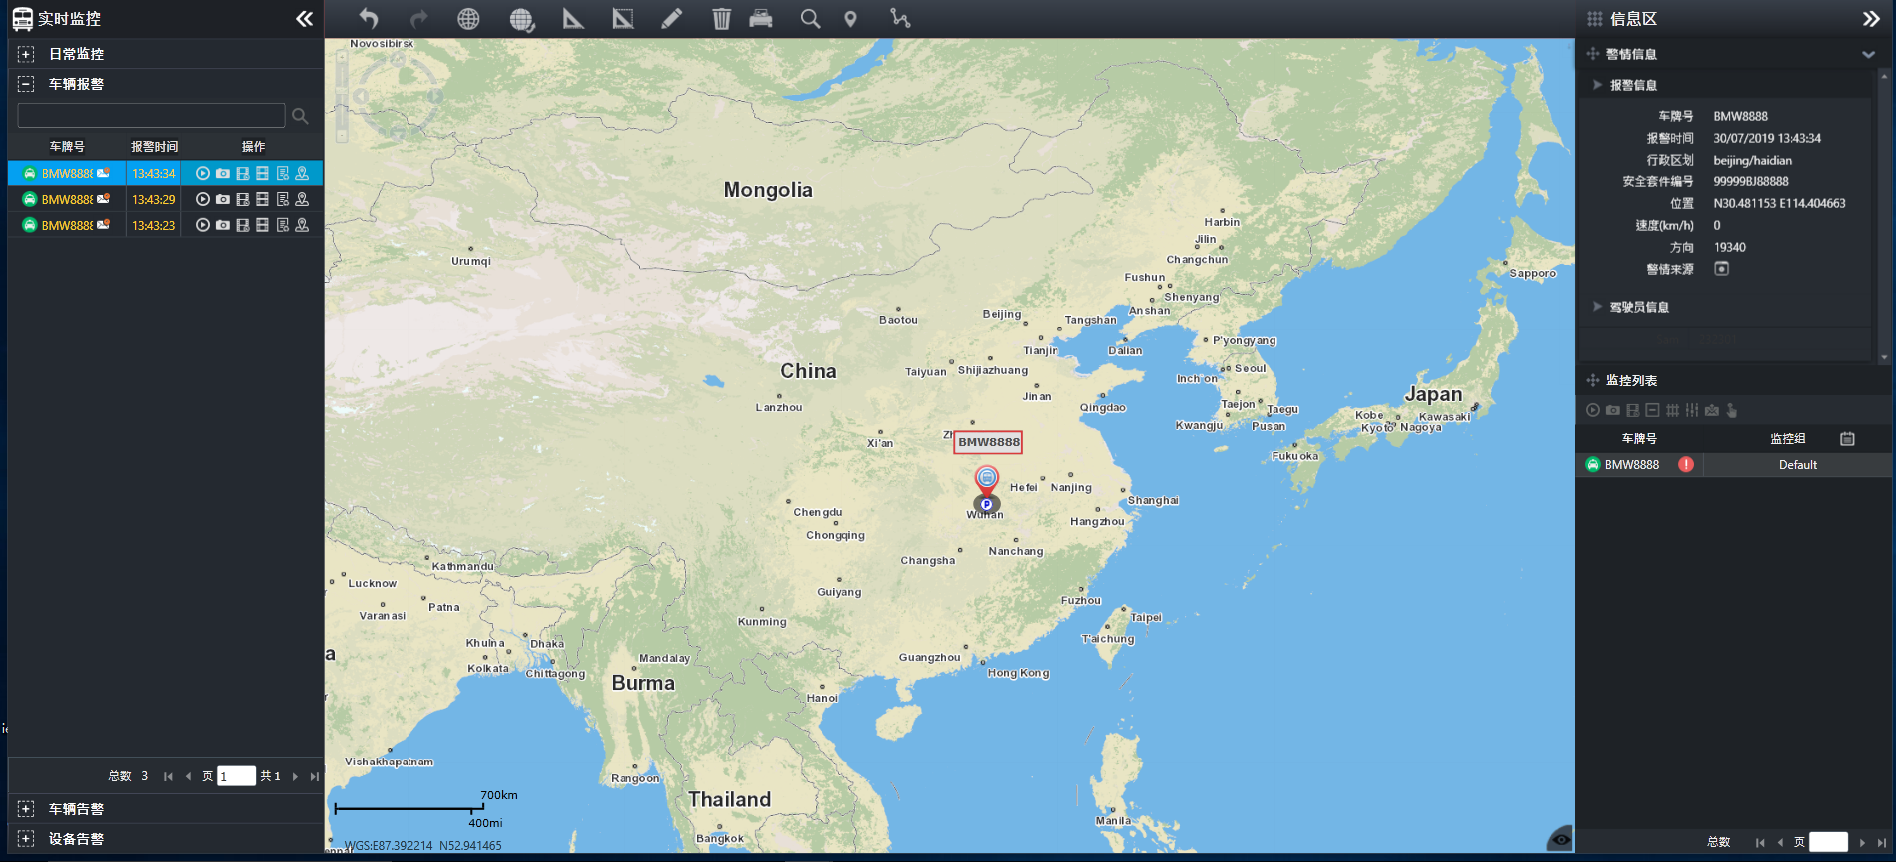 实时监控
日常监控
车辆报警
车牌号 报警时间 操作
BMW8888 13:43:34
BMW8888 13:43:29
BMW8888 13:43:23
总数 3 页 1 共 1
车辆告警
设备告警
Novosibirsk
Mongolia
Harbin
Jilin
Changchun
Urumqi
Fushun
Shenyang
Anshan
Sapporo
Baotou
Beijing
Tangshan
Tianjin
Dalian
P'yongyang
China
Taiyuan
Shijiazhuang
Inch'on
Seoul
Lanzhou
Jinan
Qingdao
Taejon
Taegu
Japan
Kobe
Kawasaki
Kwangju
Pusan
Kyoto
Nagoya
Xi'an
Zh
BMW8888
Fukuoka
Hefei
Nanjing
Shanghai
P
Wuhan
Chengdu
Hangzhou
Chongqing
Changsha
Nanchang
Kathmandu
Lucknow
Guiyang
Varanasi
Patna
Fuzhou
Kunming
Taipei
T'aichung
Khulna
Dhaka
Kolkata
Chittagong
Mandalay
Guangzhou
Hong Kong
a
Burma
Hanoi
Vishakhapatnam
Rangoon
Thailand
Manila
Bangkok
700km
400mi
WGS:E87.392214 N52.941465
信息区
警情信息
报警信息
车牌号 BMW8888
报警时间 30/07/2019 13:43:34
行政区划 beijing/haidian
安全套件编号 99999BJ88888
位置 N30.481153 E114.404663
速度(km/h) 0
方向 19340
警情来源
驾驶员信息
监控列表
车牌号 监控组
BMW8888 Default
总数 页